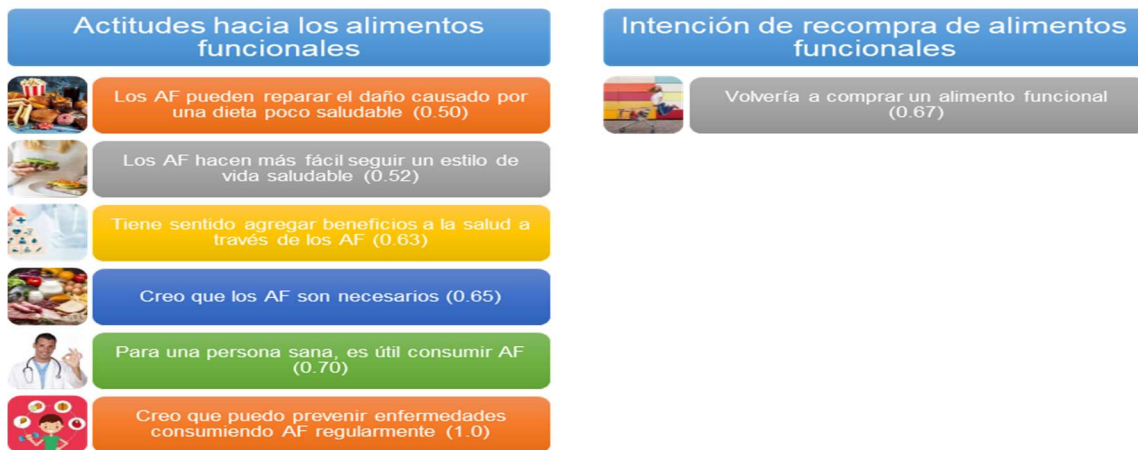 Actitudes hacia los alimentos
funcionales
Los AF pueden reparar el daño causado por
una dieta poco saludable (0.50)
Los AF hacen más fácil seguir un estilo de
vida saludable (0.52)
Tiene sentido agregar beneficios a la salud a
través de los AF (0.63)
Creo que los AF son necesarios (0.65)
Para una persona sana, es útil consumir AF
(0.70)
Creo que puedo prevenir enfermedades
consumiendo AF regularmente (1.0)
Intención de recompra de alimentos
funcionales
Volvería a comprar un alimento funcional
(0.67)